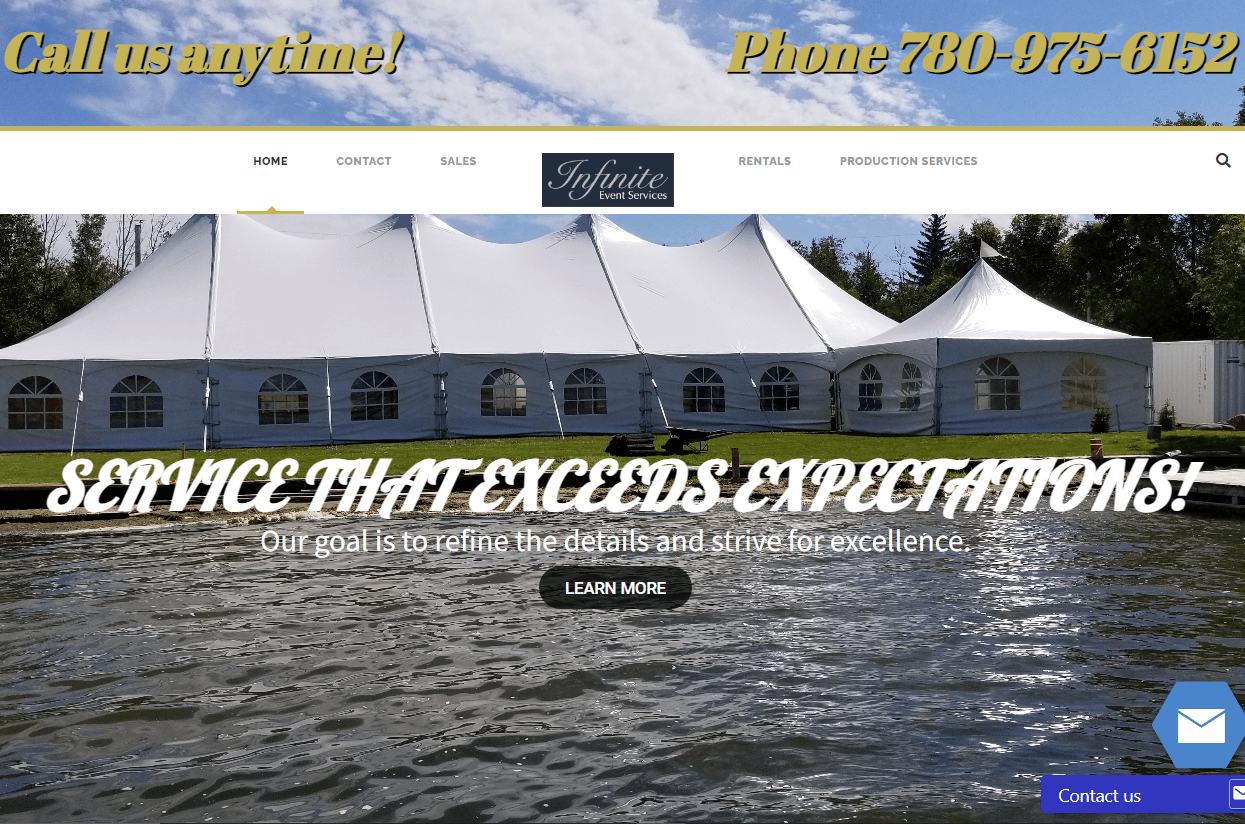 Call us anytime!
Phone 780-975-6152
HOME
CONTACT
SALES
Infinite
Event Services
RENTALS
PRODUCTION SERVICES
SERVICE THAT EXCEEDS EXPECTATIONS!
Our goal is to refine the details and strive for excellence.
LEARN MORE
Contact us